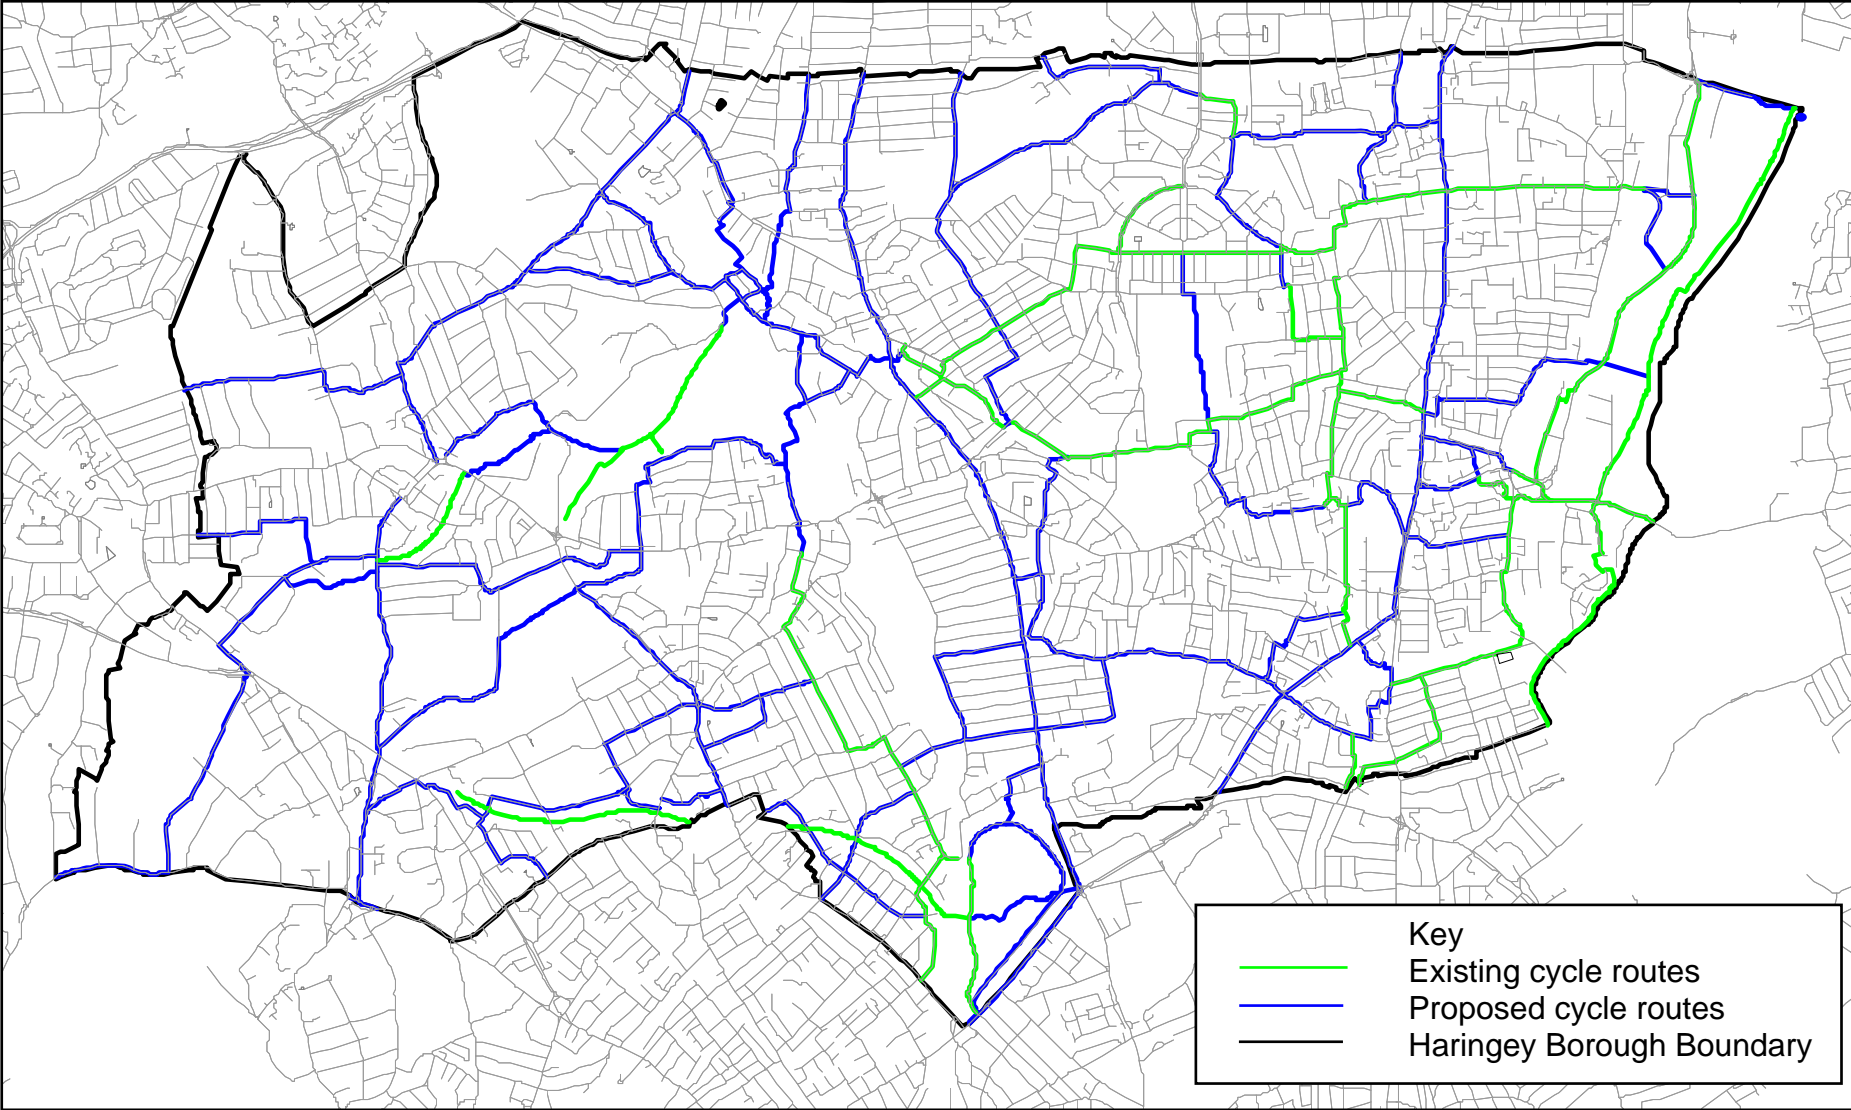 Key
Existing cycle routes
Proposed cycle routes
Haringey Borough Boundary